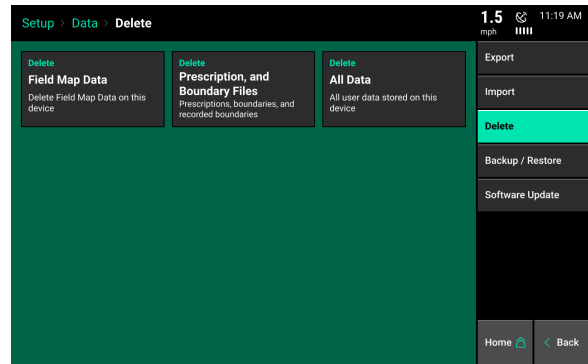 Setup > Data > Delete
1.5 mph
11:19 AM
Delete
Field Map Data
Delete Field Map Data on this
device
Delete
Prescription, and
Boundary Files
Prescriptions, boundaries, and
recorded boundaries
Delete
All Data
All user data stored on this
device
Export
Import
Delete
Backup / Restore
Software Update
Home
< Back